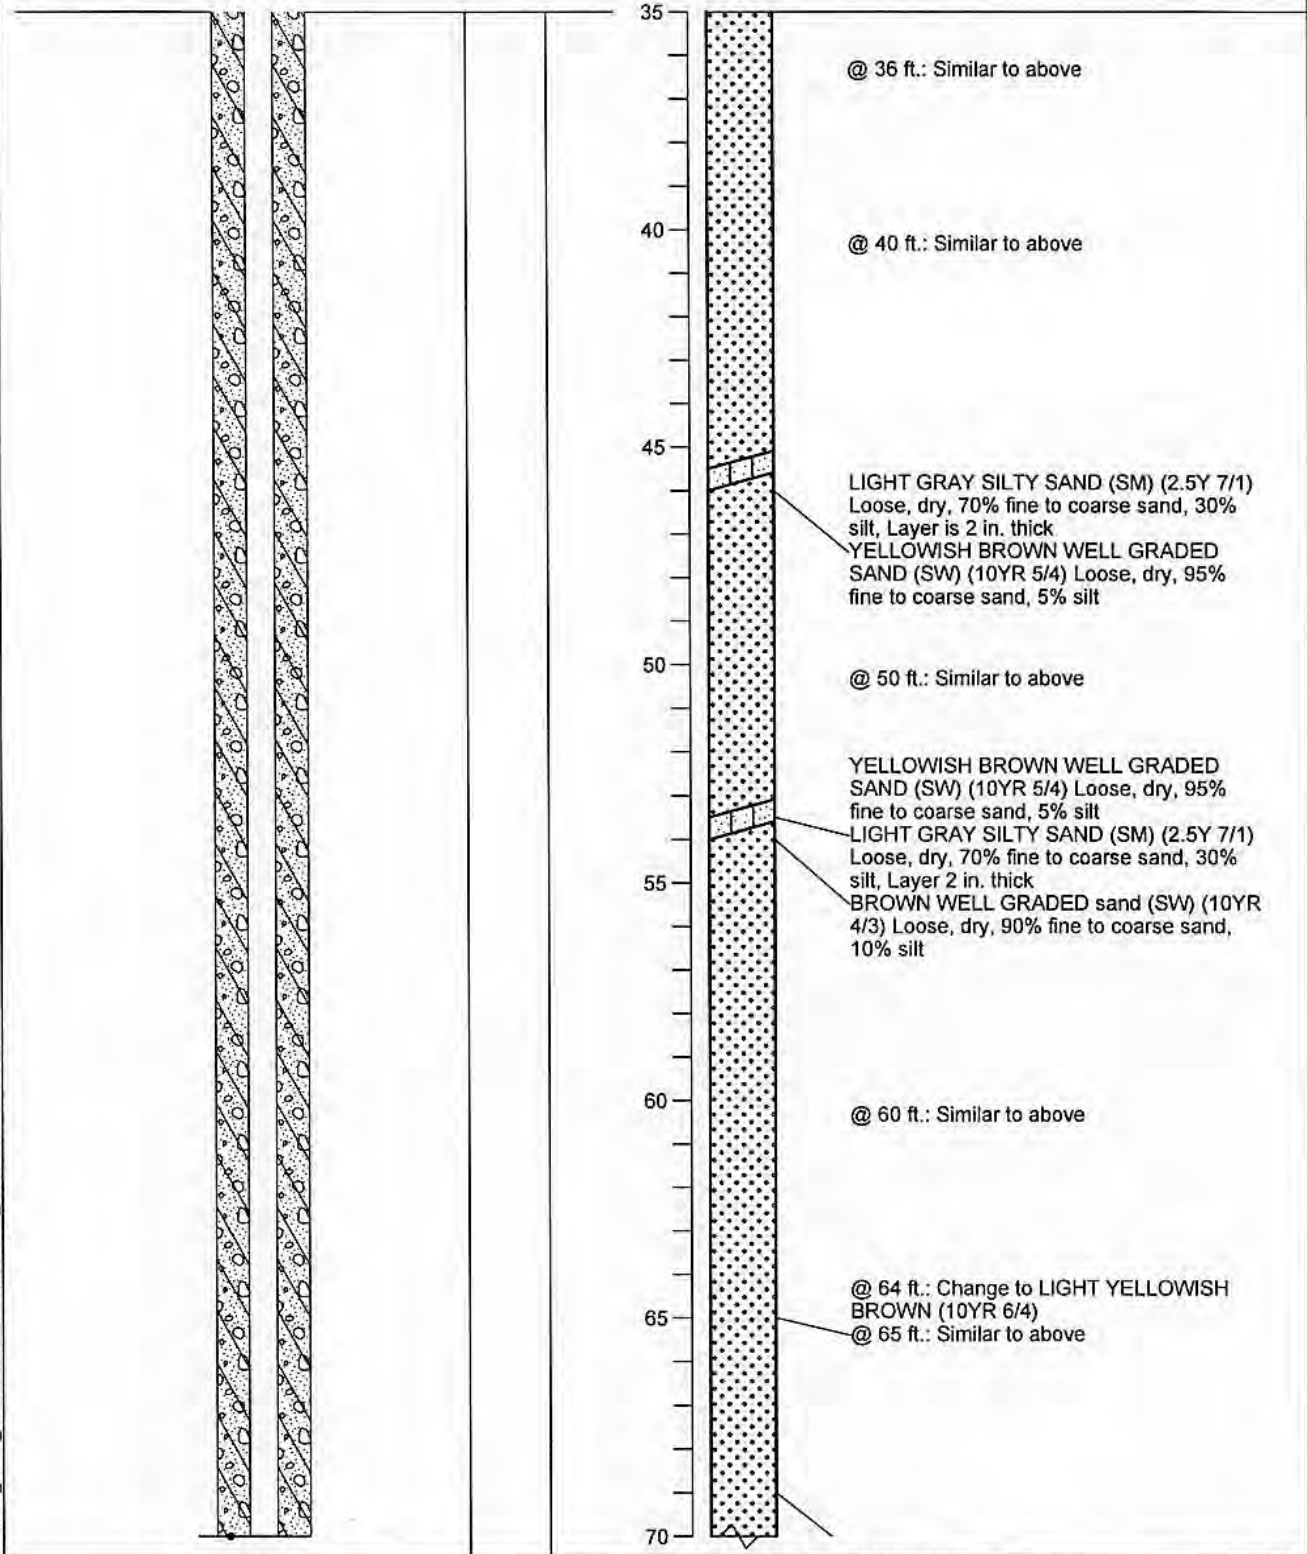 35
@ 36 ft.: Similar to above
40
@ 40 ft.: Similar to above
45
LIGHT GRAY SILTY SAND (SM) (2.5Y 7/1)
Loose, dry, 70% fine to coarse sand, 30%
silt, Layer is 2 in. thick
YELLOWISH BROWN WELL GRADED
SAND (SW) (10YR 5/4) Loose, dry, 95%
fine to coarse sand, 5% silt
50
@ 50 ft.: Similar to above
YELLOWISH BROWN WELL GRADED
SAND (SW) (10YR 5/4) Loose, dry, 95%
fine to coarse sand, 5% silt
LIGHT GRAY SILTY SAND (SM) (2.5Y 7/1)
Loose, dry, 70% fine to coarse sand, 30%
silt, Layer 2 in. thick
55
BROWN WELL GRADED sand (SW) (10YR
4/3) Loose, dry, 90% fine to coarse sand,
10% silt
60
@ 60 ft.: Similar to above
@ 64 ft.: Change to LIGHT YELLOWISH
BROWN (10YR 6/4)
65
@ 65 ft.: Similar to above
70